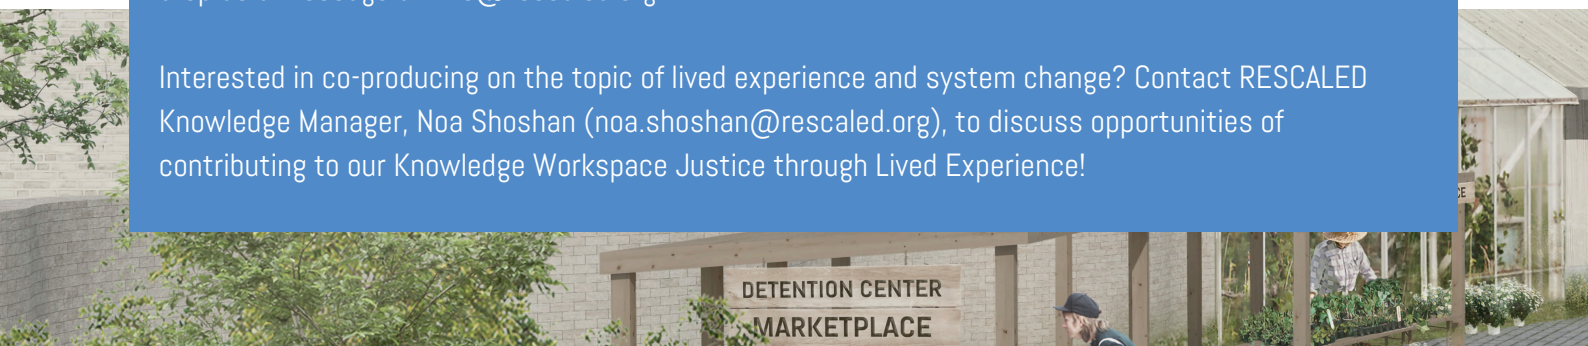 Interested in co-producing on the topic of lived experience and system change? Contact RESCALED
Knowledge Manager, Noa Shoshan (noa.shoshan@rescaled.org), to discuss opportunities of
contributing to our Knowledge Workspace Justice through Lived Experience!
DETENTION CENTER
MARKETPLACE